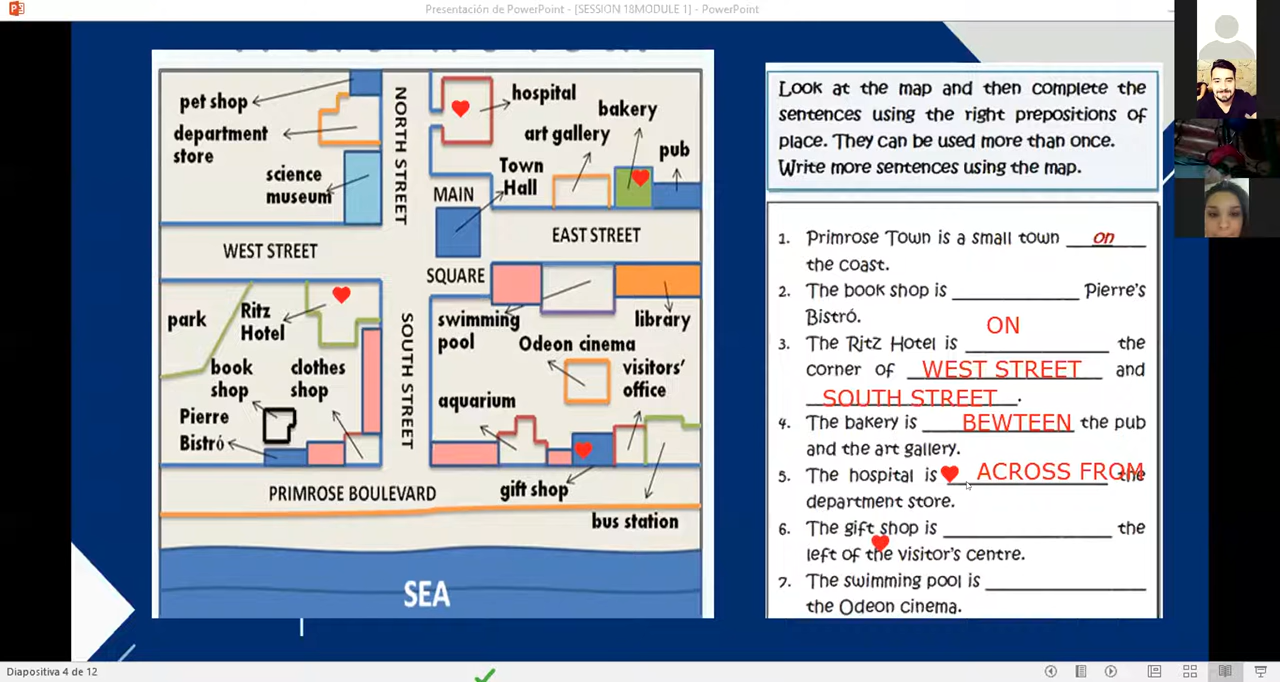 Presentación de PowerPoint - [SESSION 18MODULE 1] - PowerPoint
pet shop
department
store
science
museum
NORTH STREET
hospital
bakery
art gallery
pub
Town
Hall
MAIN
WEST STREET
EAST STREET
SQUARE
park
Ritz
Hotel
swimming
pool
library
Odeon cinema
visitors'
office
book
shop
clothes
shop
SOUTH STREET
aquarium
Pierre
Bistró
PRIMROSE BOULEVARD
gift shop
bus station
SEA
Look at the map and then complete the
sentences using the right prepositions of
place. They can be used more than once.
Write more sentences using the map.
1. Primrose Town is a small town on
the coast.
2. The book shop is ____________ Pierre's
Bistró.
ON
3. The Ritz Hotel is ____________ the
corner of WEST STREET and
SOUTH STREET.
4. The bakery is BEWTEEN the pub
and the art gallery.
5. The hospital is ACROSS FROM the
department store.
6. The gift shop is ____________ the
left of the visitor's centre.
7. The swimming pool is ____________
the Odeon cinema.
Diapositiva 4 de 12